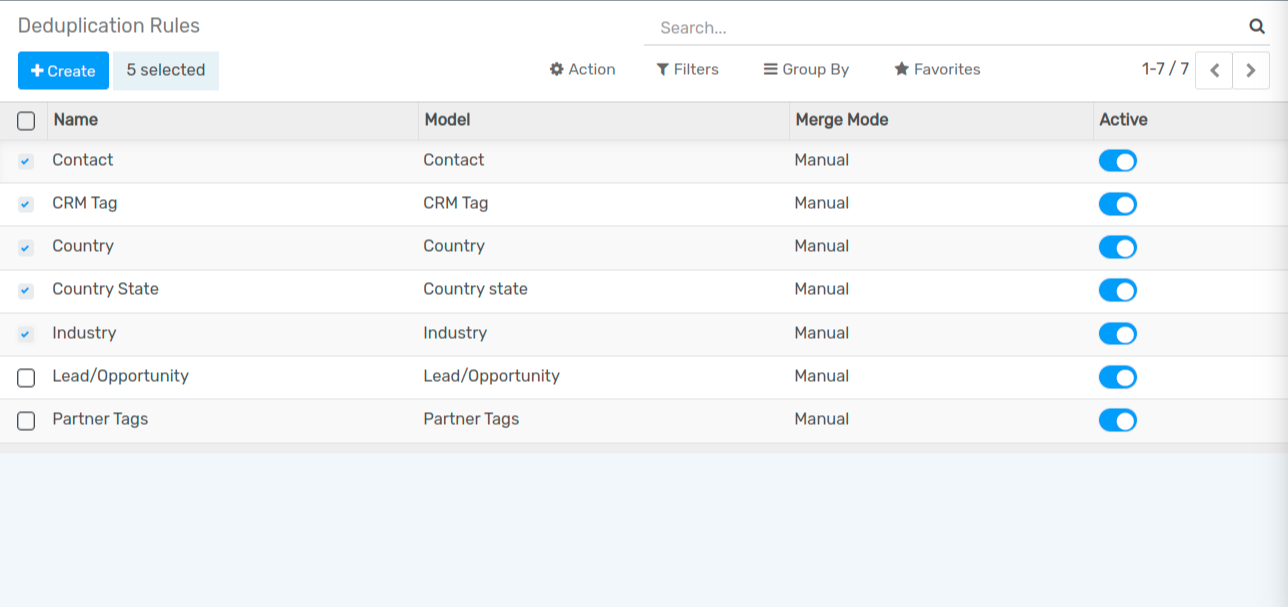 Deduplication Rules
Search...
Create 5 selected Action Filters Group By Favorites 1-7 / 7
Name Model Merge Mode Active
Contact Contact Manual
CRM Tag CRM Tag Manual
Country Country Manual
Country State Country state Manual
Industry Industry Manual
Lead/Opportunity Lead/Opportunity Manual
Partner Tags Partner Tags Manual